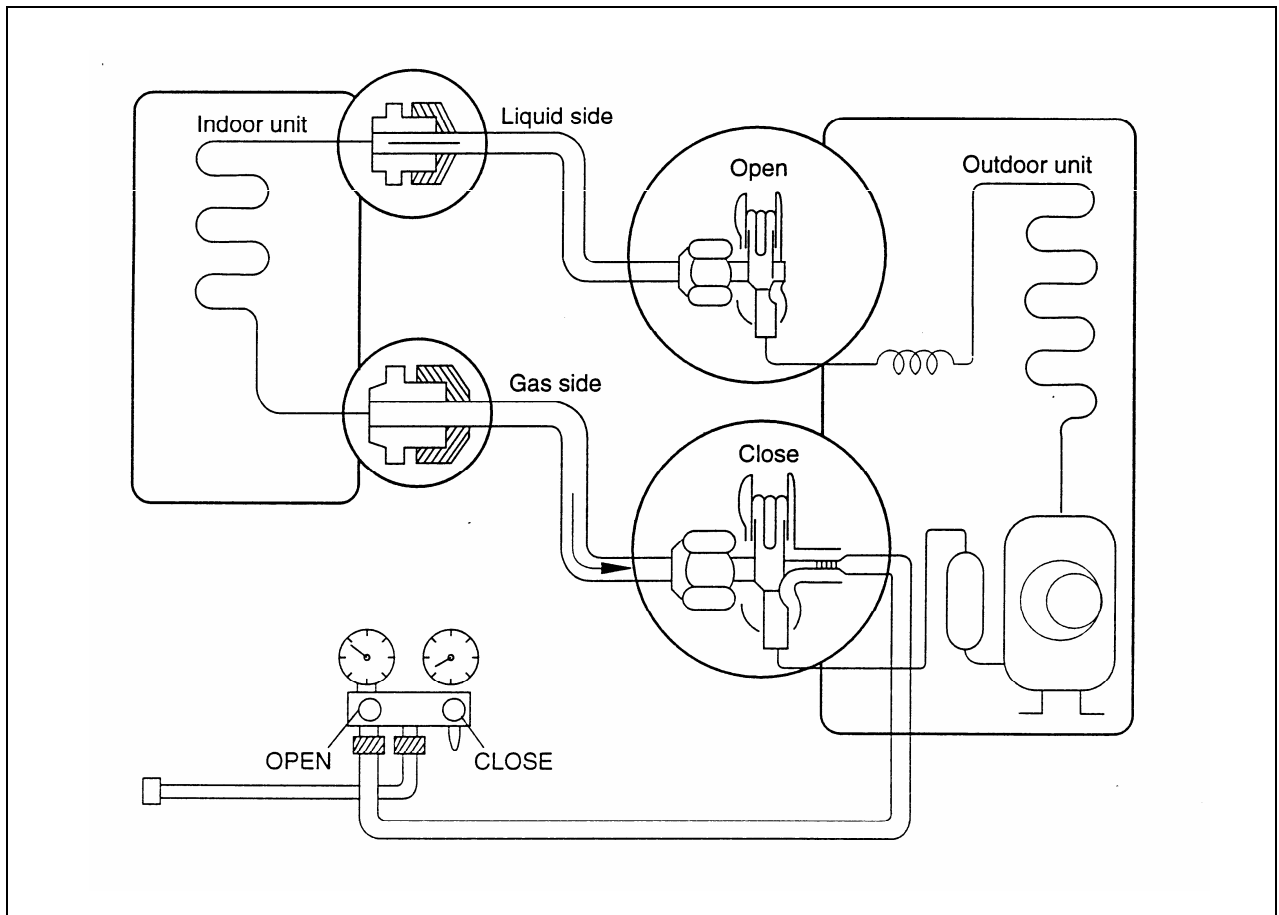 Indoor unit
Liquid side
Open
Outdoor unit
Gas side
Close
OPEN
CLOSE